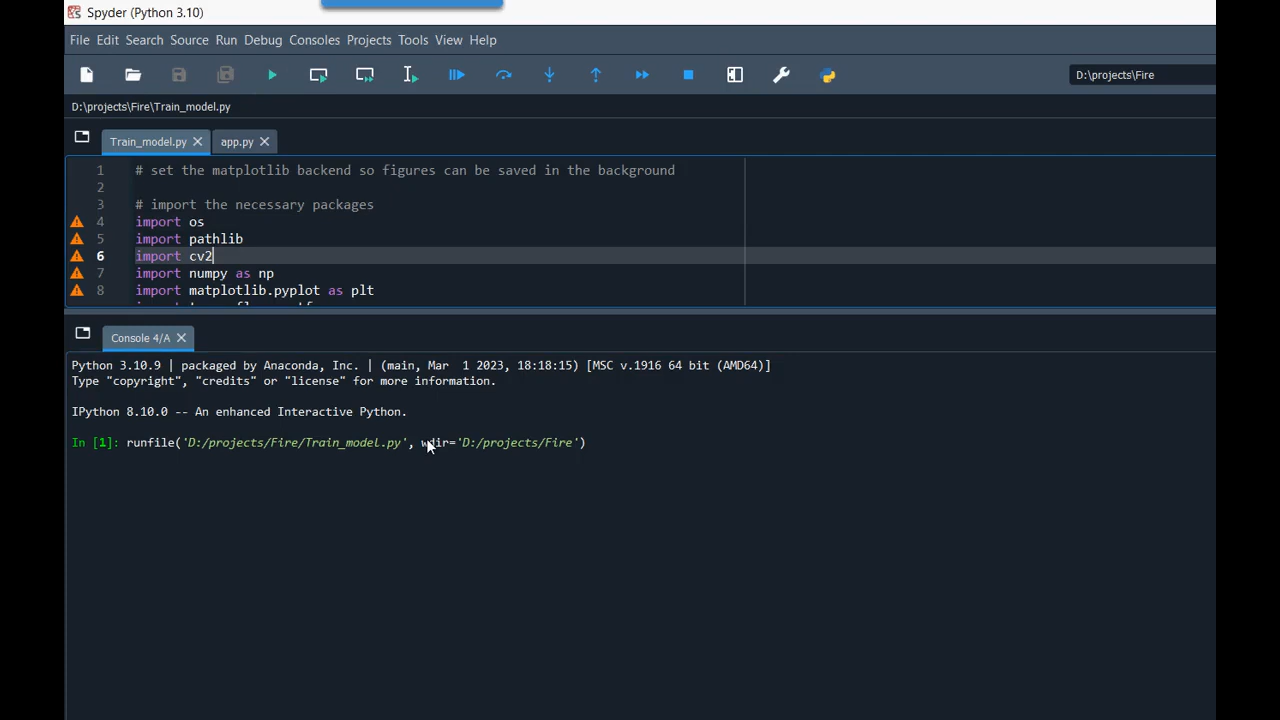 Spyder (Python 3.10)
File Edit Search Source Run Debug Consoles Projects Tools View Help
D:\projects\Fire
D:\projects\Fire\Train_model.py
Train_model.py app.py
1 # set the matplotlib backend so figures can be saved in the background
2
3 # import the necessary packages
4 import os
5 import pathlib
6 import cv2
7 import numpy as np
8 import matplotlib.pyplot as plt
Console 4/A
Python 3.10.9 | packaged by Anaconda, Inc. | (main, Mar 1 2023, 18:18:15) [MSC v.1916 64 bit (AMD64)]
Type "copyright", "credits" or "license" for more information.
IPython 8.10.0 -- An enhanced Interactive Python.
In [1]: runfile('D:/projects/Fire/Train_model.py', wdir='D:/projects/Fire')